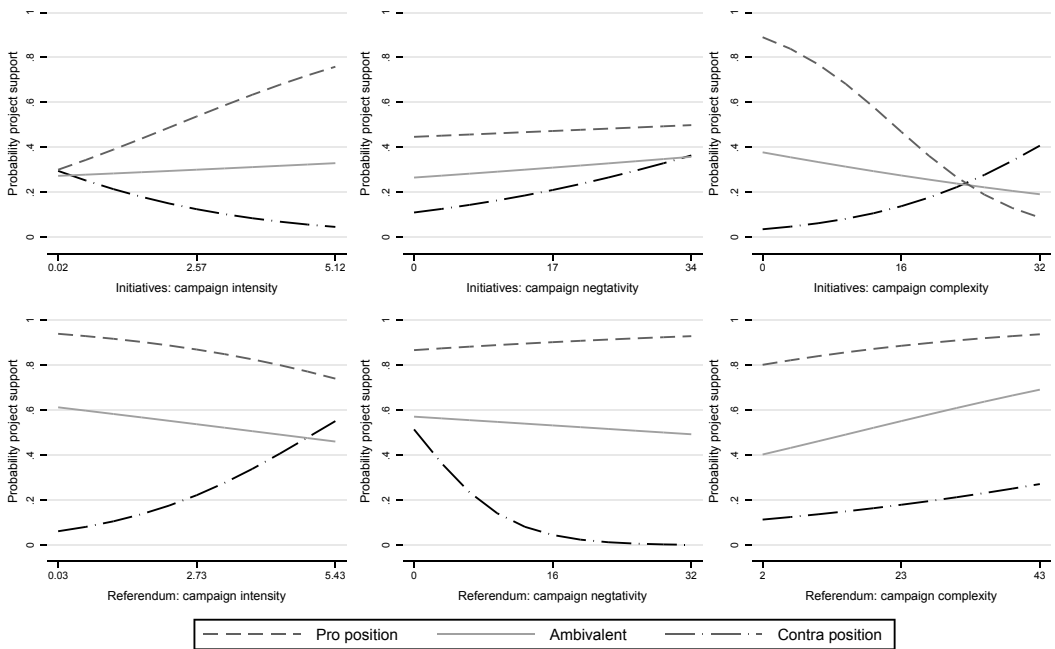 Probability project support
1
.8
.6
.4
.2
0
0.02 2.57 5.12
Initiatives: campaign intensity
Probability project support
1
.8
.6
.4
.2
0
0 17 34
Initiatives: campaign negtativity
Probability project support
1
.8
.6
.4
.2
0
0 16 32
Initiatives: campaign complexity
Probability project support
1
.8
.6
.4
.2
0
0.03 2.73 5.43
Referendum: campaign intensity
Probability project support
1
.8
.6
.4
.2
0
0 16 32
Referendum: campaign negtativity
Probability project support
1
.8
.6
.4
.2
0
2 23 43
Referendum: campaign complexity
Pro position Ambivalent Contra position